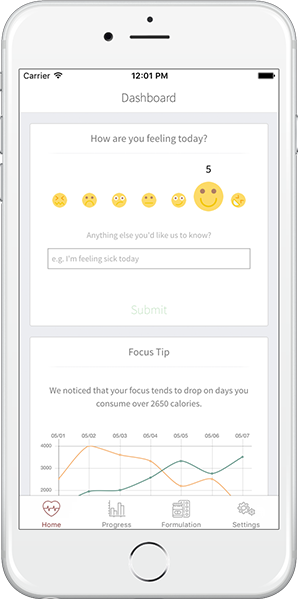 Carrier 12:01 PM
Dashboard
How are you feeling today?
5
Anything else you'd like us to know?
e.g. I'm feeling sick today
Submit
Focus Tip
We noticed that your focus tends to drop on days you
consume over 2650 calories.
05/01 05/02 05/03 05/04 05/05 05/06 05/07
4000
3000
2000
Home Progress Formulation Settings